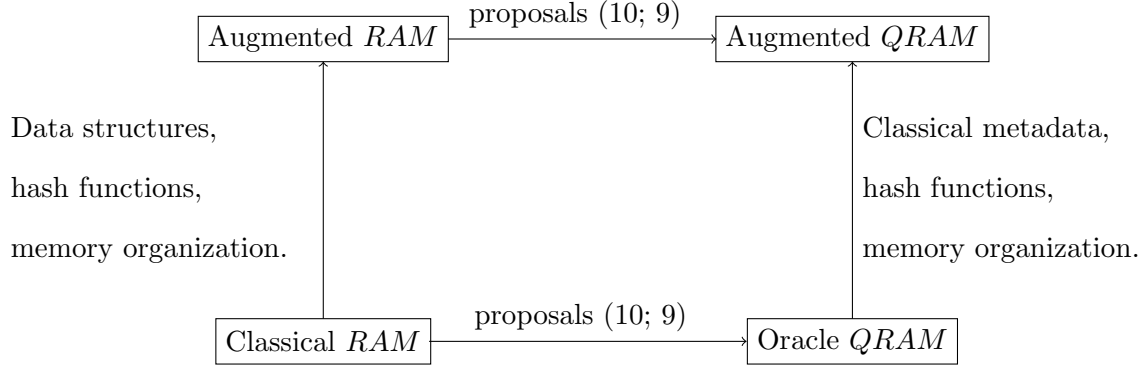 proposals (10; 9)
Augmented RAM
Augmented QRAM
Data structures,
hash functions,
memory organization.
Classical metadata,
hash functions,
memory organization.
proposals (10; 9)
Classical RAM
Oracle QRAM